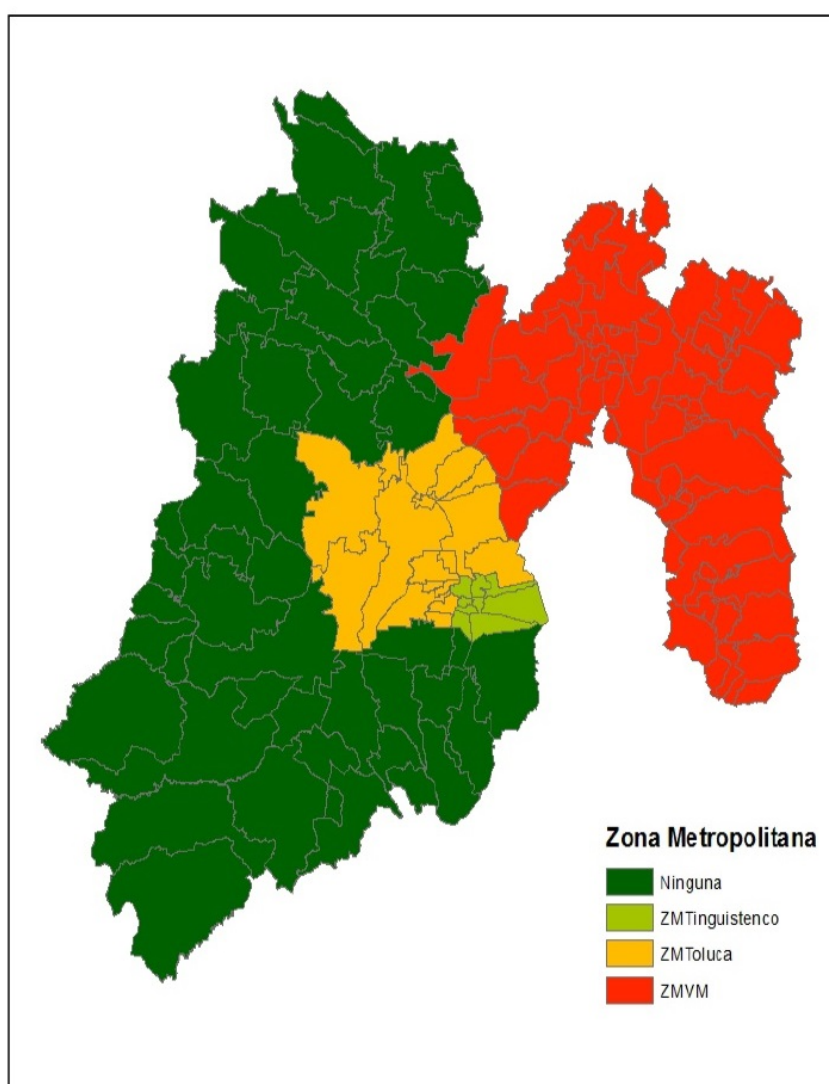 Zona Metropolitana
Ninguna
ZMTinguistenco
ZMToluca
ZMVM